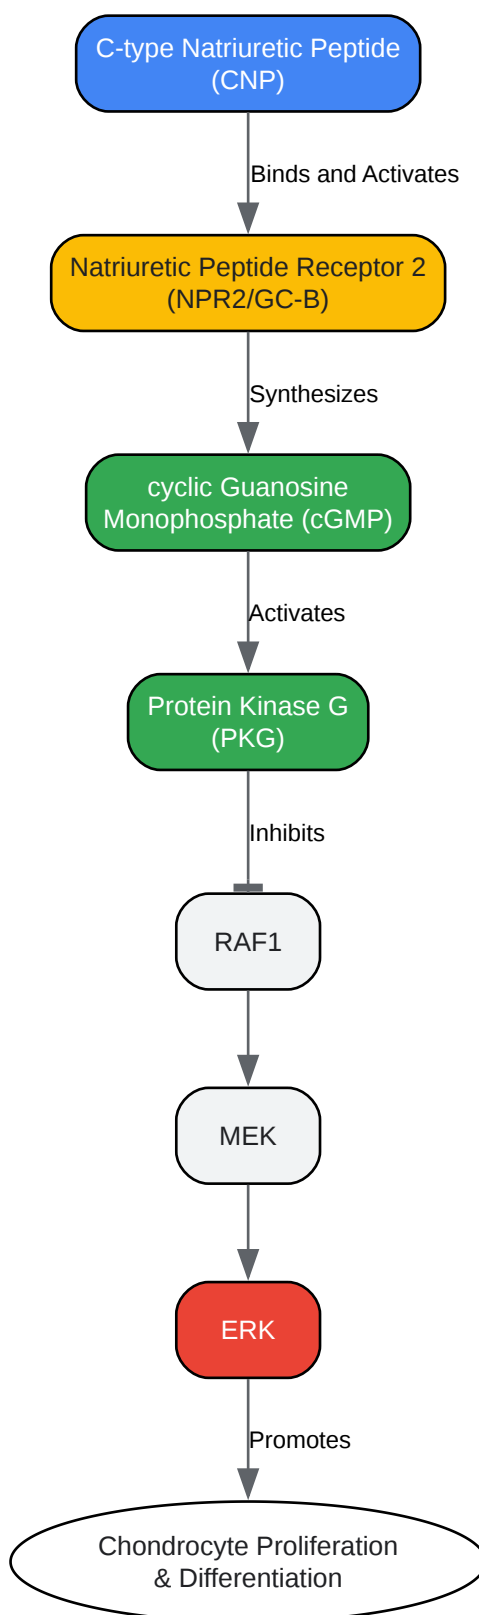 C-type Natriuretic Peptide
(CNP)
Binds and Activates
Natriuretic Peptide Receptor 2
(NPR2/GC-B)
Synthesizes
cyclic Guanosine
Monophosphate (cGMP)
Activates
Protein Kinase G
(PKG)
Inhibits
RAF1
MEK
ERK
Promotes
Chondrocyte Proliferation
& Differentiation